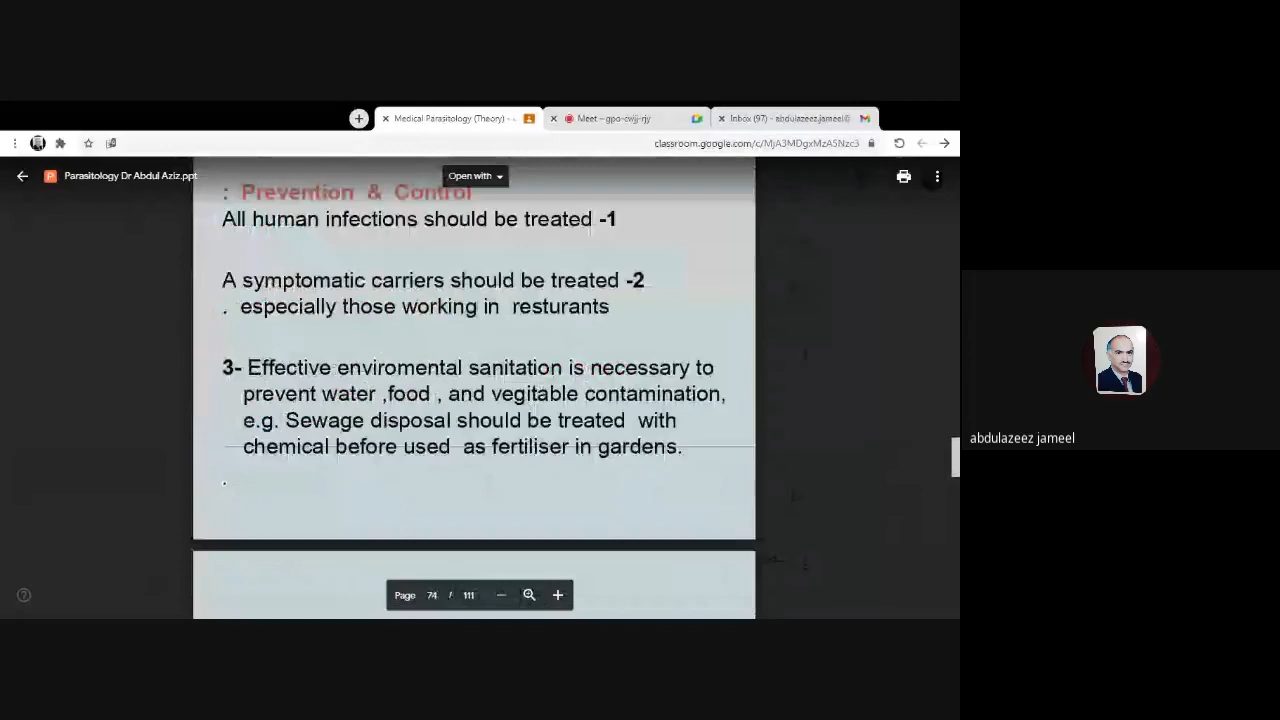 Medical Parasitology (Theory) -
Meet – gpo-cwjj-rjy
Inbox (97) - abdulazeez.jameel@
classroom.google.com/c/MjA3MDgxMzA5Nzc3
Parasitology Dr Abdul Aziz.ppt
Open with
: Prevention & Control
All human infections should be treated -1
A symptomatic carriers should be treated -2
. especially those working in resturants
3- Effective enviromental sanitation is necessary to
prevent water ,food , and vegitable contamination,
e.g. Sewage disposal should be treated with
chemical before used as fertiliser in gardens.
.
Page 74 / 111
abdulazeez jameel